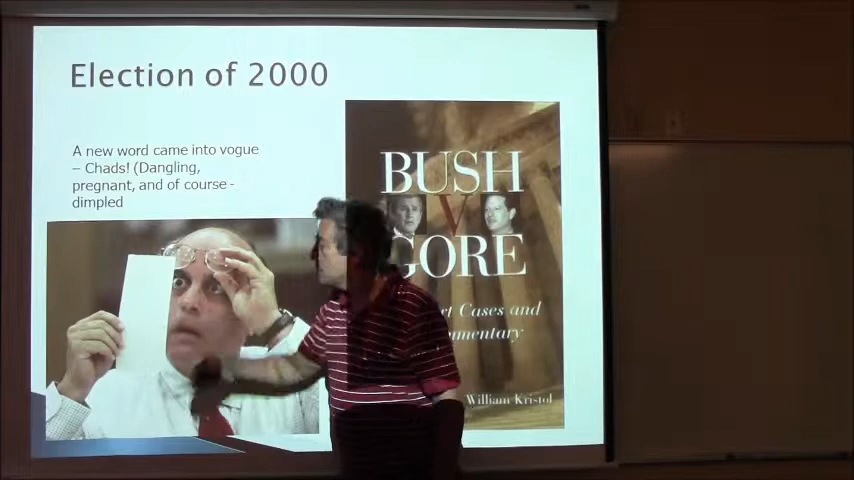 Election of 2000
A new word came into vogue
– Chads! (Dangling,
pregnant, and of course -
dimpled
BUSH
V
GORE
Cases and
William Kristol